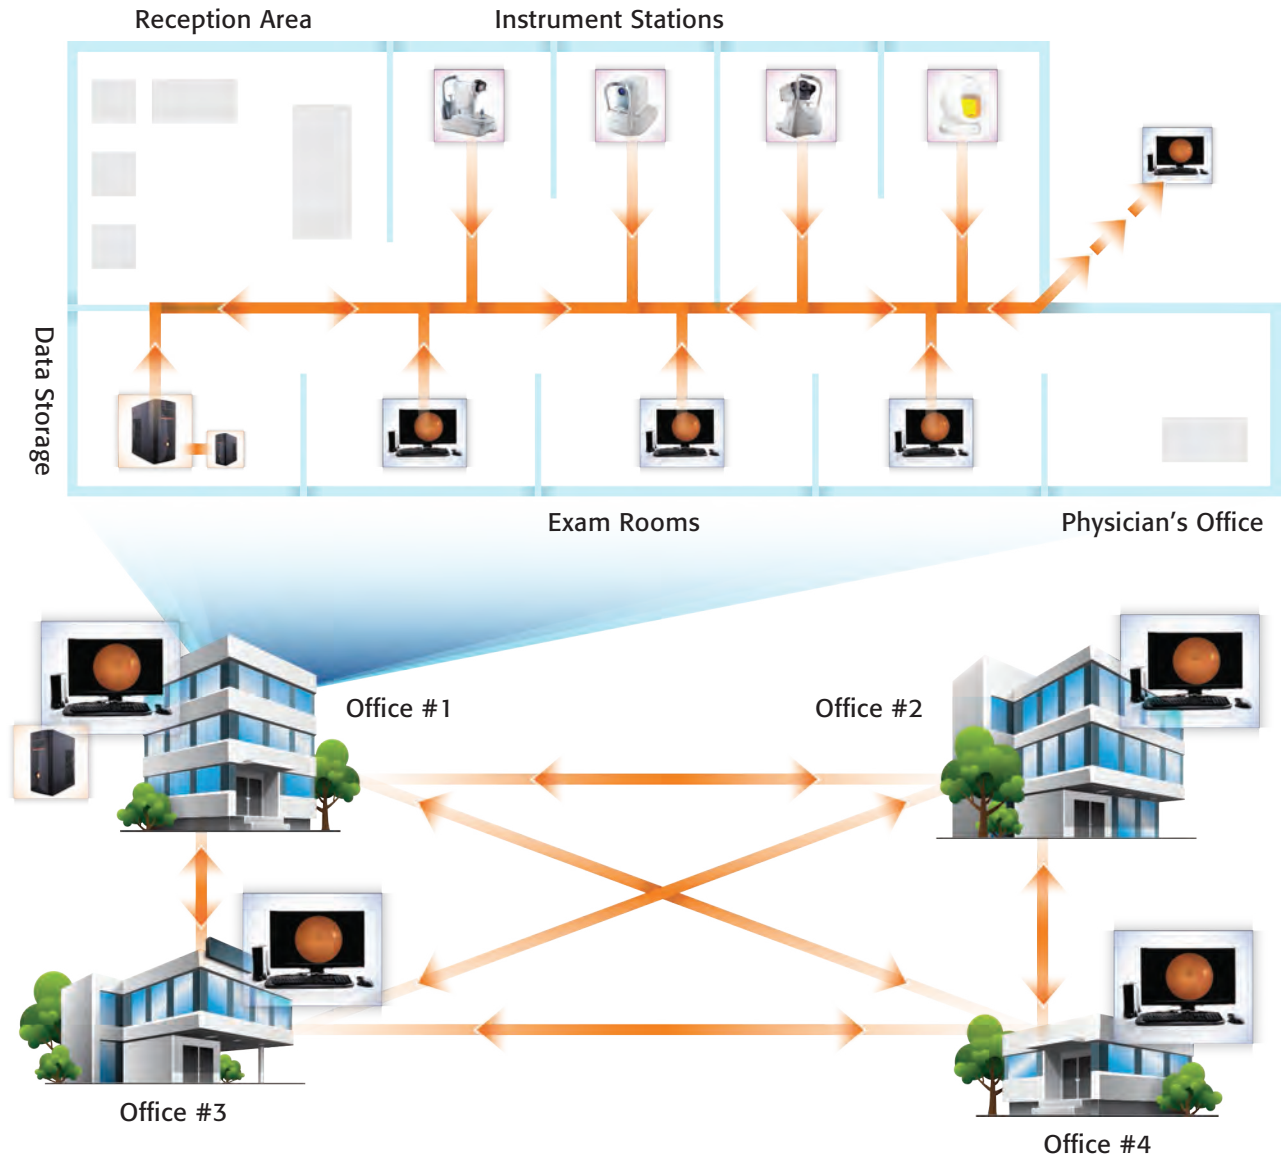 Reception Area
Instrument Stations
Data Storage
Exam Rooms
Physician's Office
Office #1
Office #2
Office #3
Office #4